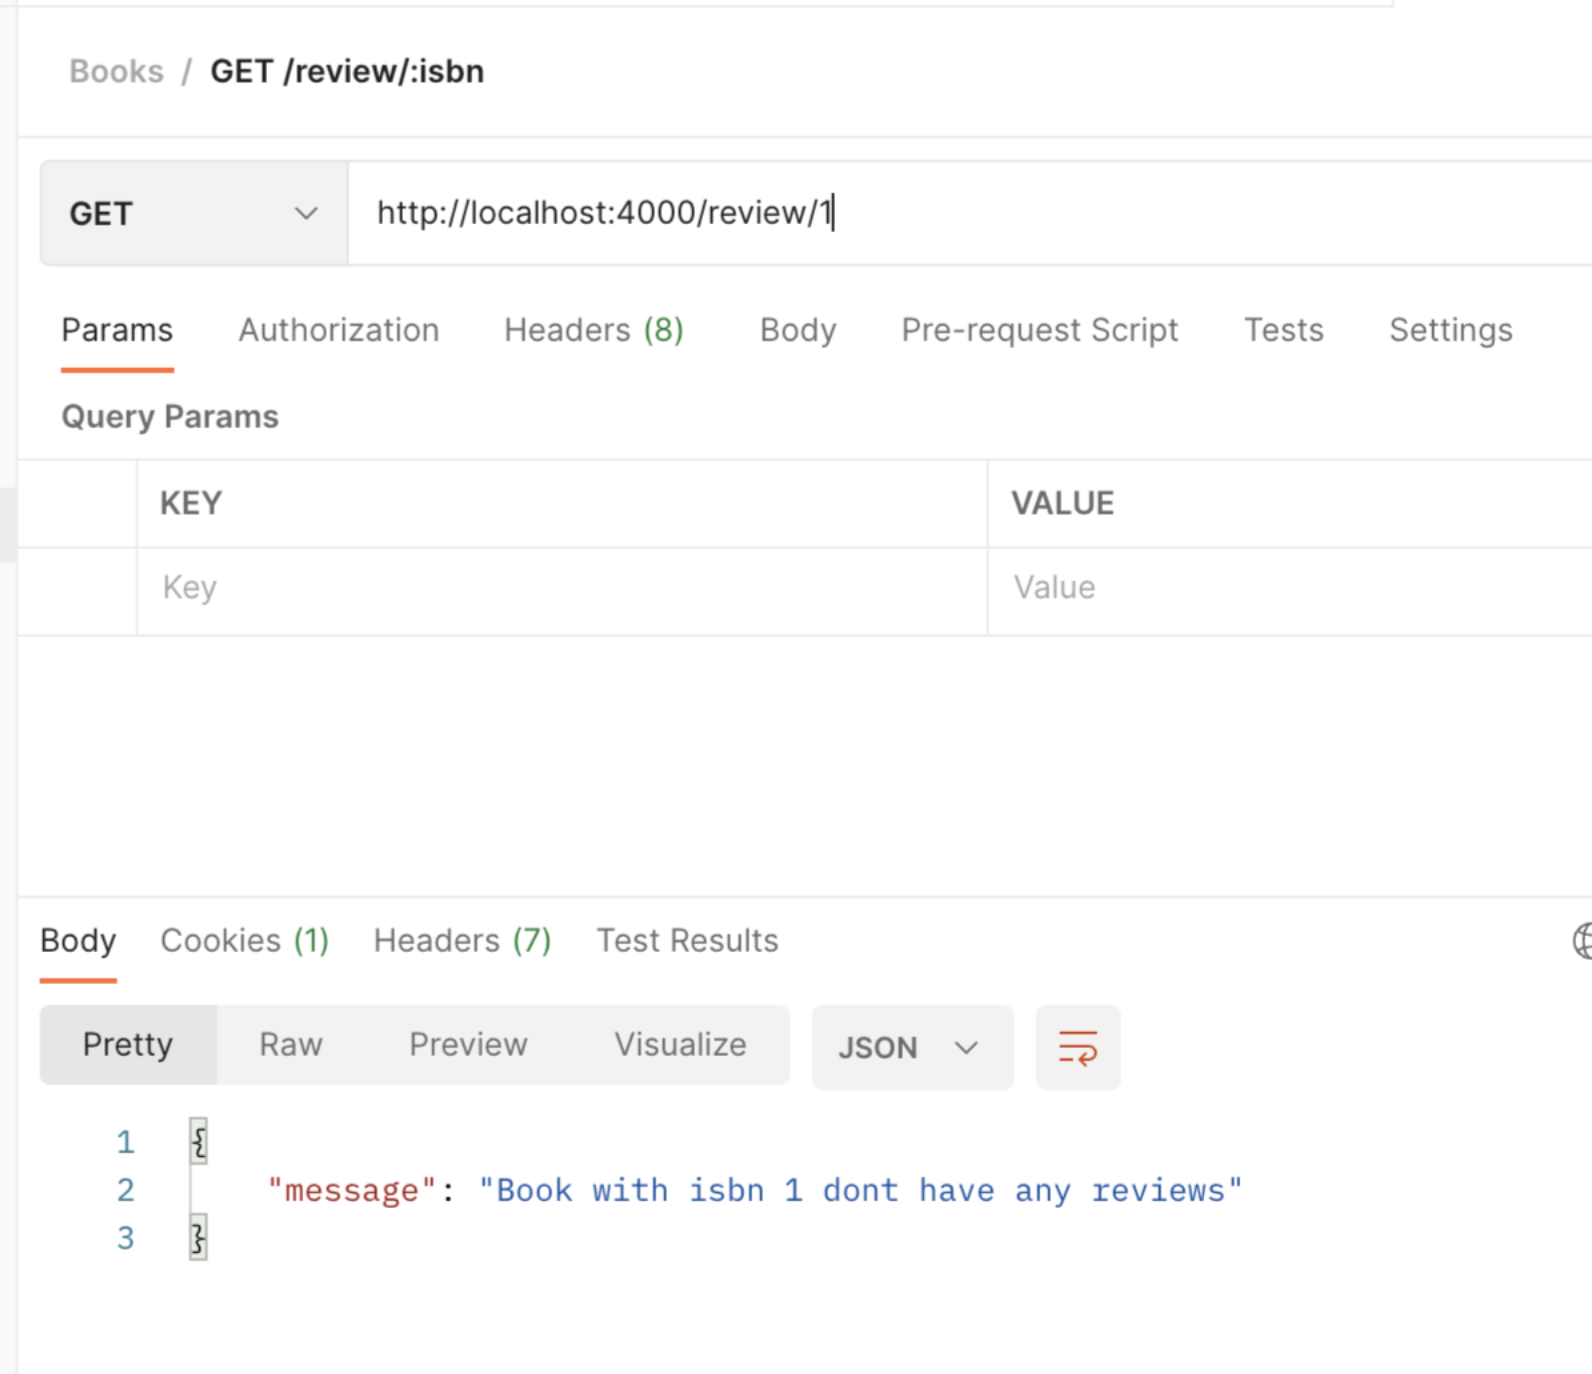 Books / GET /review/:isbn
GET http://localhost:4000/review/1
Params Authorization Headers (8) Body Pre-request Script Tests Settings
Query Params
KEY VALUE
Key Value
Body Cookies (1) Headers (7) Test Results
Pretty Raw Preview Visualize JSON
1 {
2 "message": "Book with isbn 1 dont have any reviews"
3 }